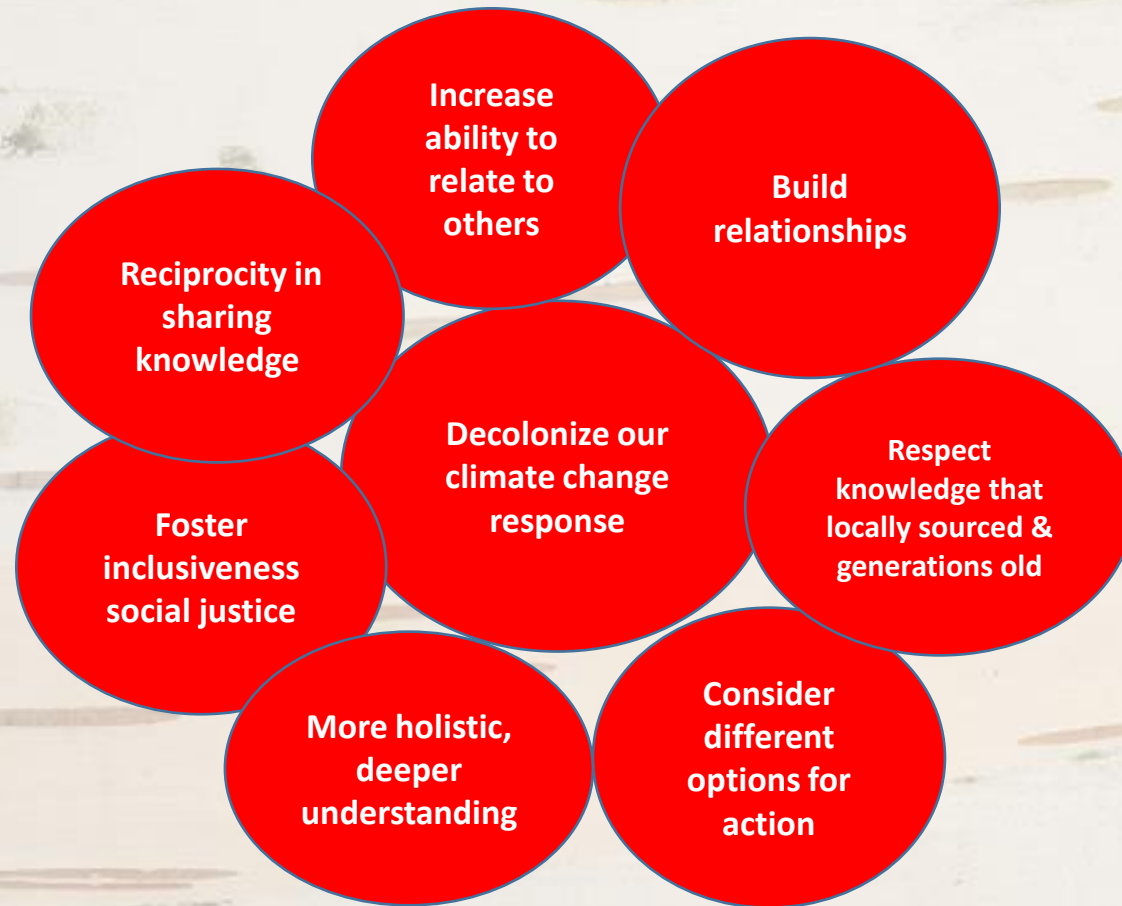 Increase
ability to
relate to
others
Build
relationships
Reciprocity in
sharing
knowledge
Decolonize our
climate change
response
Respect
knowledge that
locally sourced &
generations old
Foster
inclusiveness
social justice
More holistic,
deeper
understanding
Consider
different
options for
action